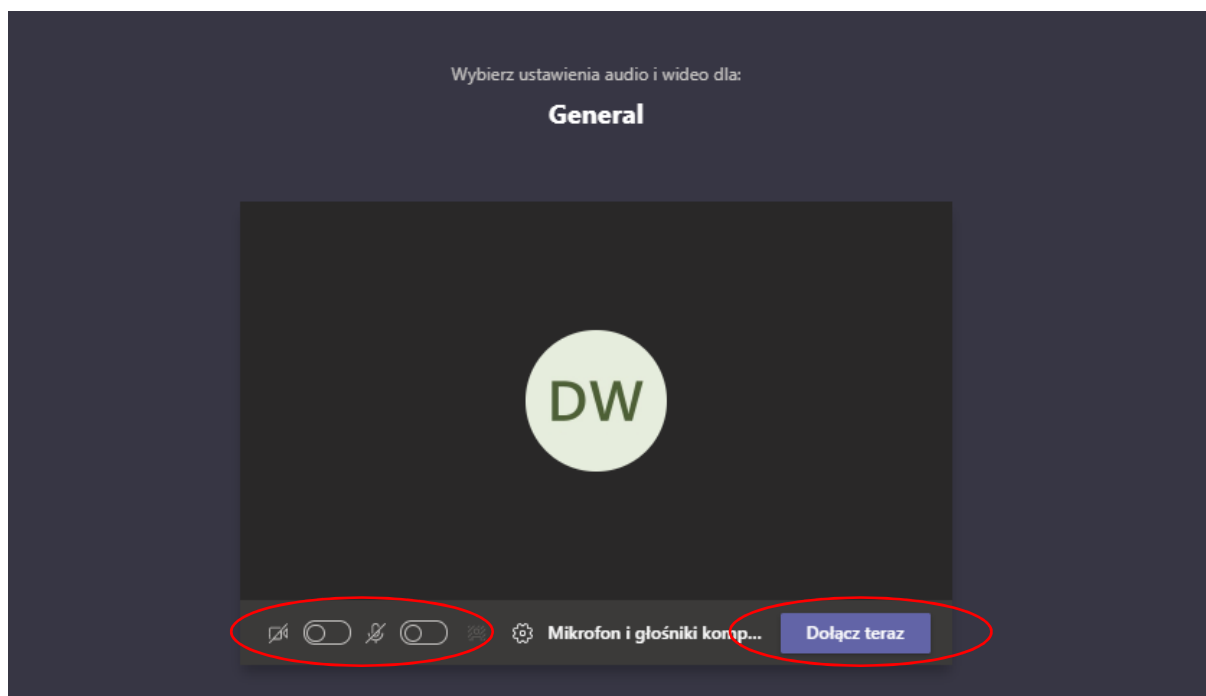 Wybierz ustawienia audio i wideo dla:
General
DW
Mikrofon i głośniki komp... Dołącz teraz